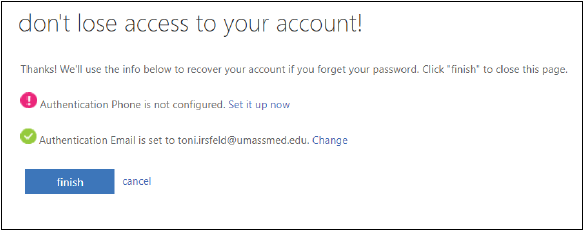 don't lose access to your account!
Thanks! We'll use the info below to recover your account if you forget your password. Click "finish" to close this page.
Authentication Phone is not configured. Set it up now
Authentication Email is set to toni.irsfeld@umassmed.edu. Change
finish cancel